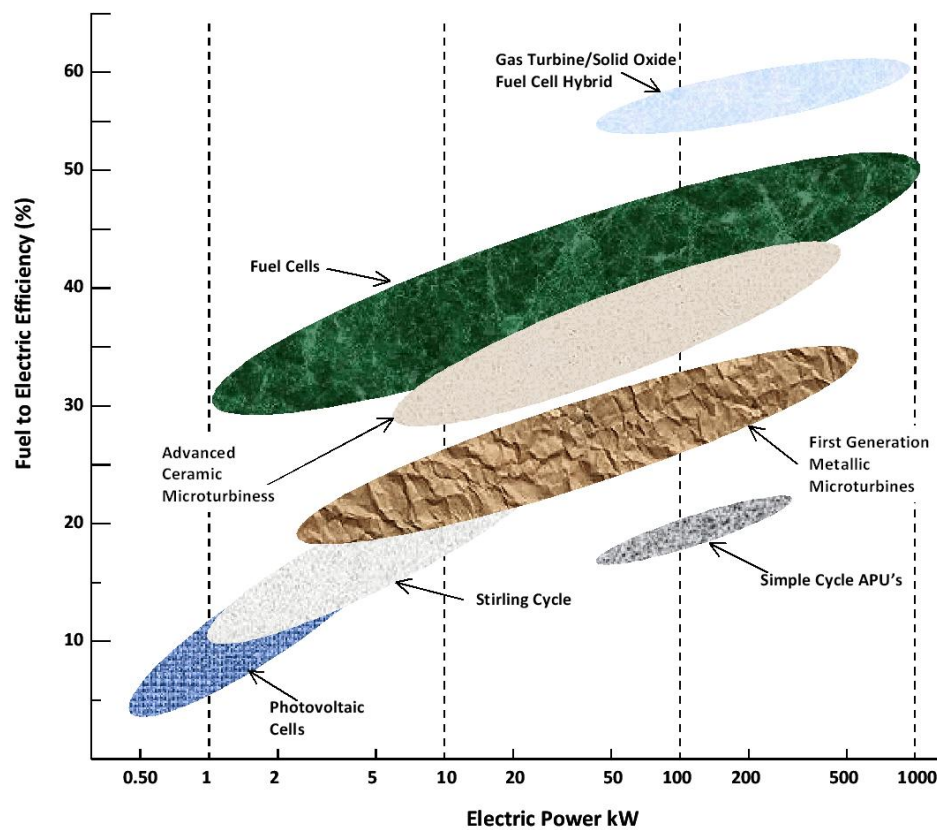 Gas Turbine/Solid Oxide
Fuel Cell Hybrid
60
50
40
30
20
10
Fuel to Electric Efficiency (%)
Fuel Cells
Advanced
Ceramic
Microturbiness
First Generation
Metallic
Microturbines
Simple Cycle APU's
Stirling Cycle
Photovoltaic
Cells
0.50 1 2 5 10 20 50 100 200 500 1000
Electric Power kW